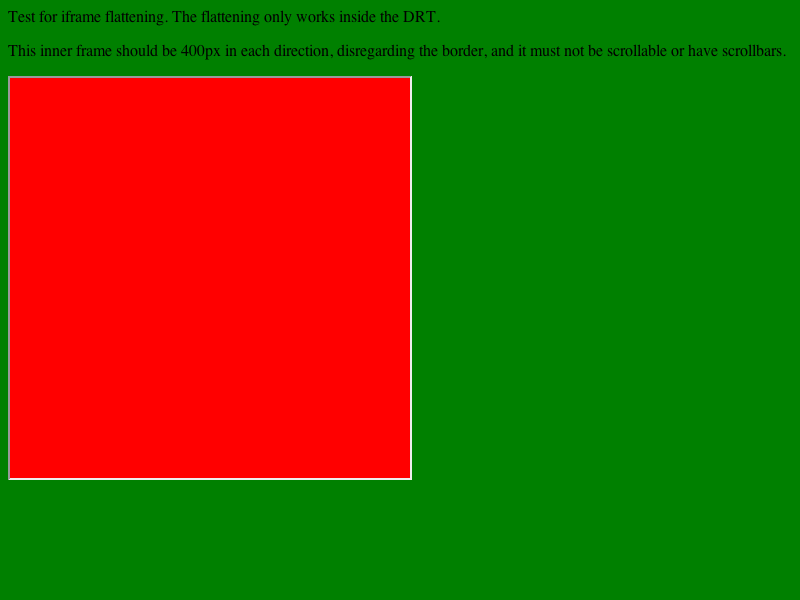 Test for iframe flattening. The flattening only works inside the DRT.
This inner frame should be 400px in each direction, disregarding the border, and it must not be scrollable or have scrollbars.